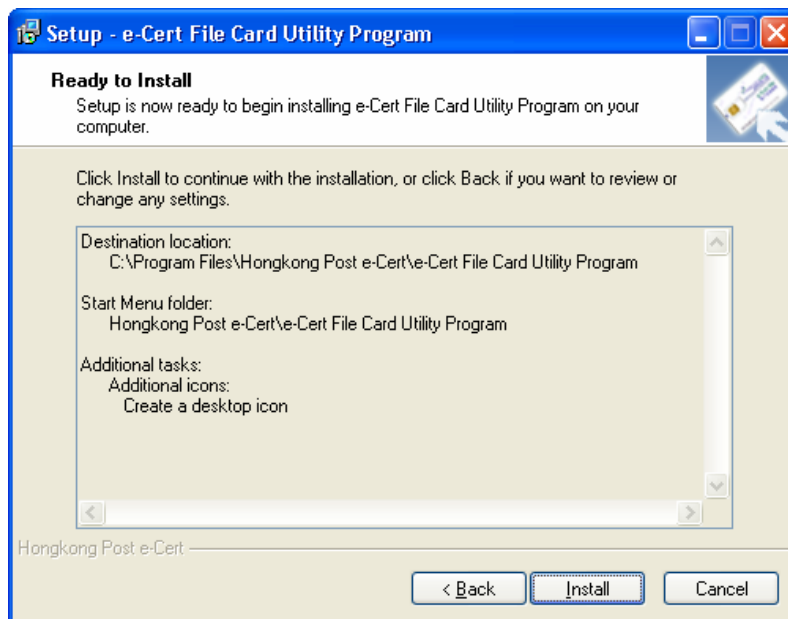 Setup - e-Cert File Card Utility Program
Ready to Install
Setup is now ready to begin installing e-Cert File Card Utility Program on your
computer.
Click Install to continue with the installation, or click Back if you want to review or
change any settings.
Destination location:
C:\Program Files\Hongkong Post e-Cert\e-Cert File Card Utility Program
Start Menu folder:
Hongkong Post e-Cert\e-Cert File Card Utility Program
Additional tasks:
Additional icons:
Create a desktop icon
Hongkong Post e-Cert
< Back Install Cancel